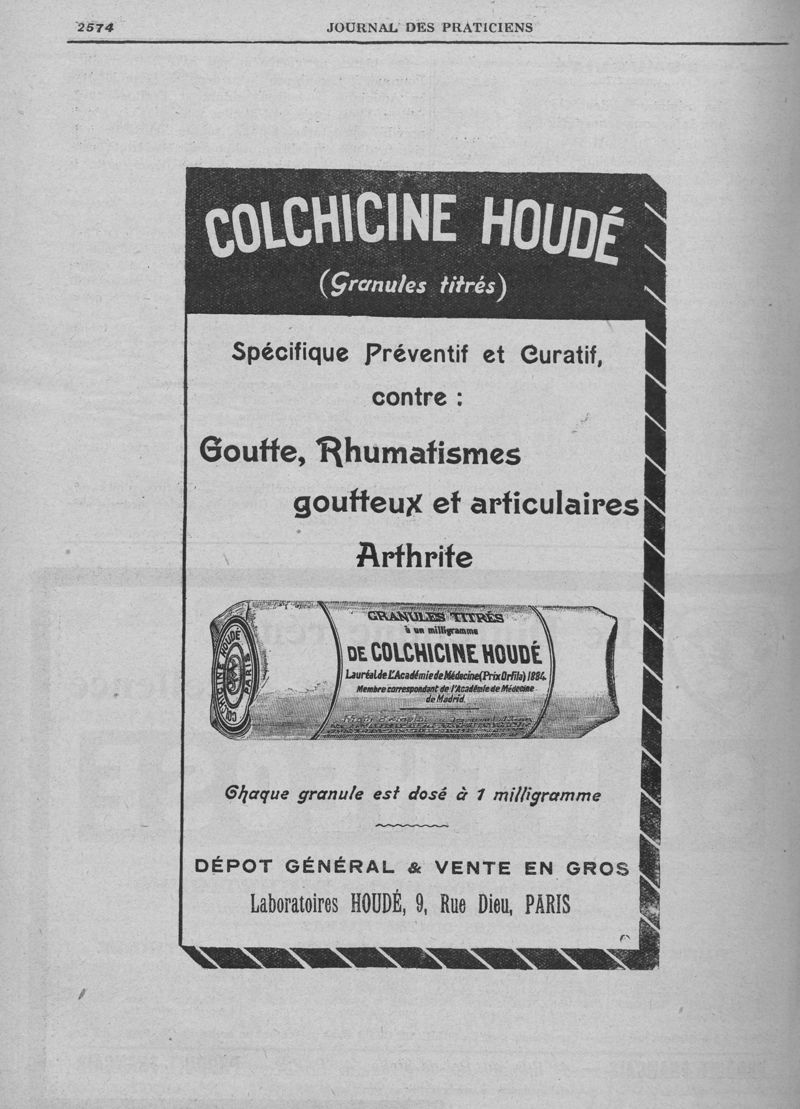 2574
JOURNAL DES PRATICIENS
COLCHICINE HOUDÉ
(Granules titrés)
Spécifique Préventif et Curatif,
contre :
Goutte, Rhumatismes
goutteux et articulaires
Arthrite
GRANULES TITRÉS
à un milligramme
DE COLCHICINE HOUDÉ
Lauréat de L'Académie de Médecine (Prix Orfila) 1884.
Membre correspondant de l'Académie de Médecine
de Madrid.
Mode d'emploi
COLCHICINE HOUDÉ
PARIS
Chaque granule est dosé à 1 milligramme
DÉPOT GÉNÉRAL & VENTE EN GROS
Laboratoires HOUDÉ, 9, Rue Dieu, PARIS